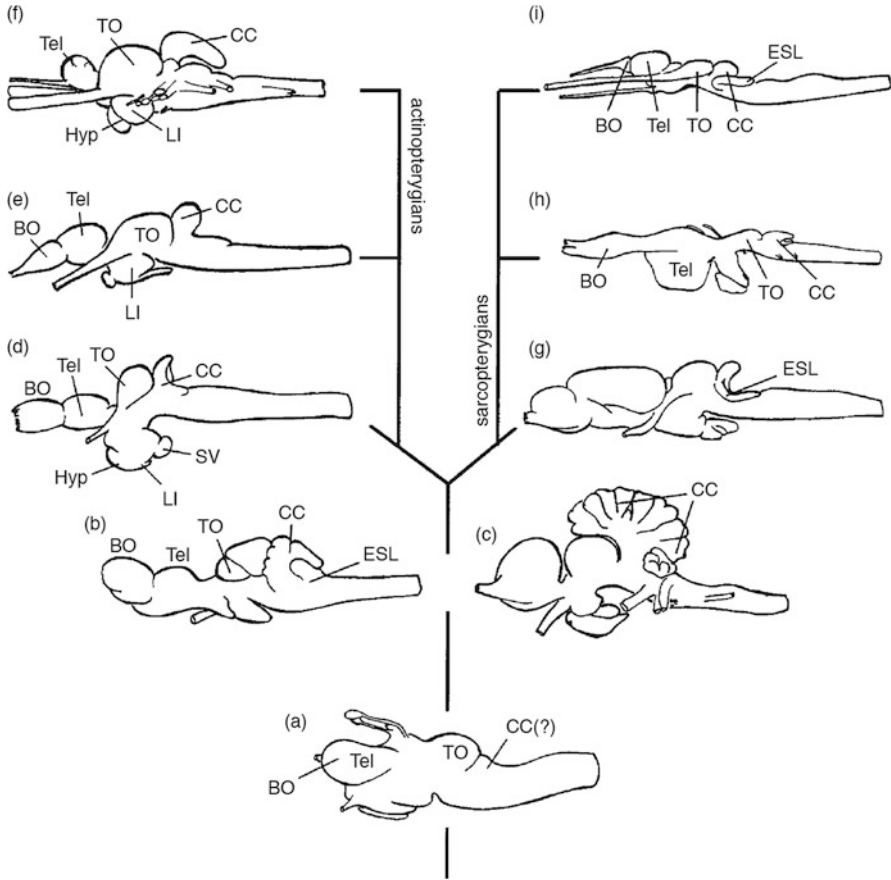 (f)
Tel
TO
CC
Hyp
LI
(i)
ESL
BO
Tel
TO
CC
actinopterygians
(e)
BO
Tel
TO
CC
LI
(h)
BO
Tel
TO
CC
sarcopterygians
(d)
BO
Tel
TO
CC
Hyp
LI
SV
(g)
ESL
(b)
BO
Tel
TO
CC
ESL
(c)
CC
(a)
BO
Tel
TO
CC(?)